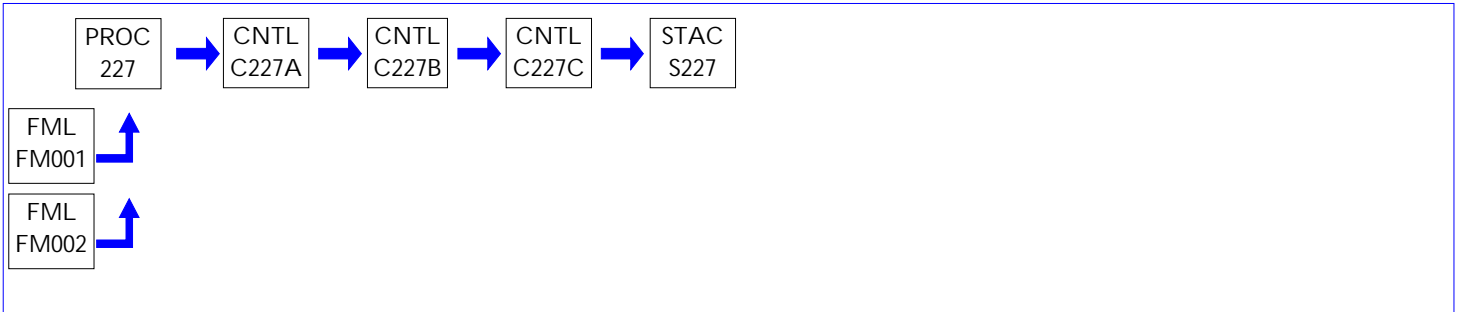 PROC
227
CNTL
C227A
CNTL
C227B
CNTL
C227C
STAC
S227
FML
FM001
FML
FM002